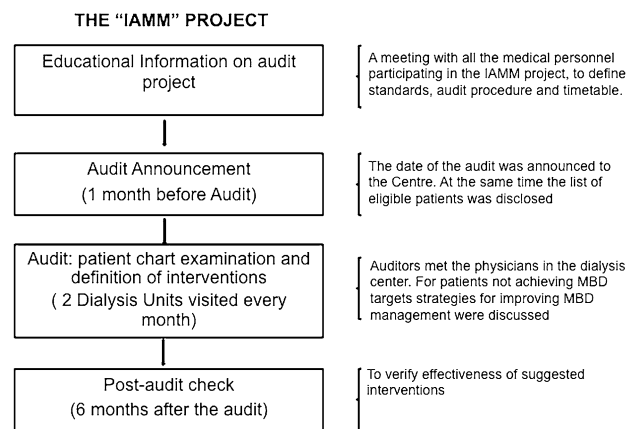 THE “IAMM” PROJECT
Educational Information on audit
project
A meeting with all the medical personnel
participating in the IAMM project, to define
standards, audit procedure and timetable.
Audit Announcement
(1 month before Audit)
The date of the audit was announced to
the Centre. At the same time the list of
eligible patients was disclosed
Audit: patient chart examination and
definition of interventions
( 2 Dialysis Units visited every
month)
Auditors met the physicians in the dialysis
center. For patients not achieving MBD
targets strategies for improving MBD
management were discussed
Post-audit check
(6 months after the audit)
To verify effectiveness of suggested
interventions